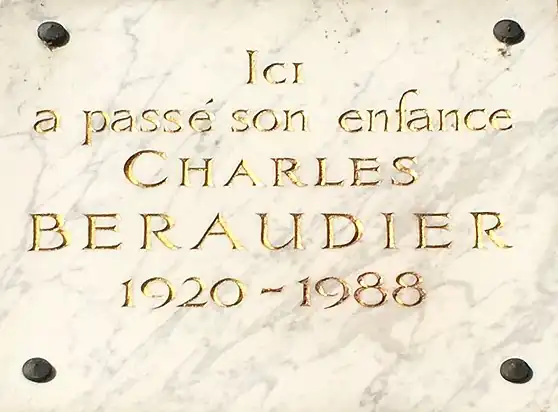 Ici
a passé son enfance
CHARLES
BERAUDIER
1920 - 1988